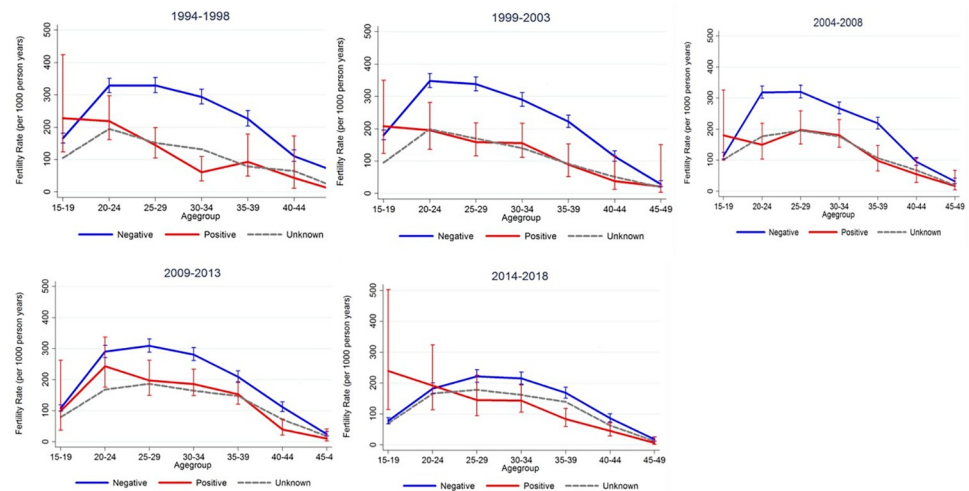 1994-1998
Fertility Rate (per 1000 person years)
500
400
300
200
100
0
15-19 20-24 25-29 30-34 35-39 40-44
Agegroup
Negative Positive Unknown
1999-2003
Fertility Rate (per 1000 person years)
500
400
300
200
100
0
15-19 20-24 25-29 30-34 35-39 40-44 45-49
Agegroup
Negative Positive Unknown
2004-2008
Fertility Rate (per 1000 person years)
500
400
300
200
100
0
15-19 20-24 25-29 30-34 35-39 40-44 45-49
Agegroup
Negative Positive Unknown
2009-2013
Fertility Rate (per 1000 person years)
500
400
300
200
100
0
15-19 20-24 25-29 30-34 35-39 40-44 45-4
Agegroup
Negative Positive Unknown
2014-2018
Fertility Rate (per 1000 person years)
500
400
300
200
100
0
15-19 20-24 25-29 30-34 35-39 40-44 45-49
Agegroup
Negative Positive Unknown